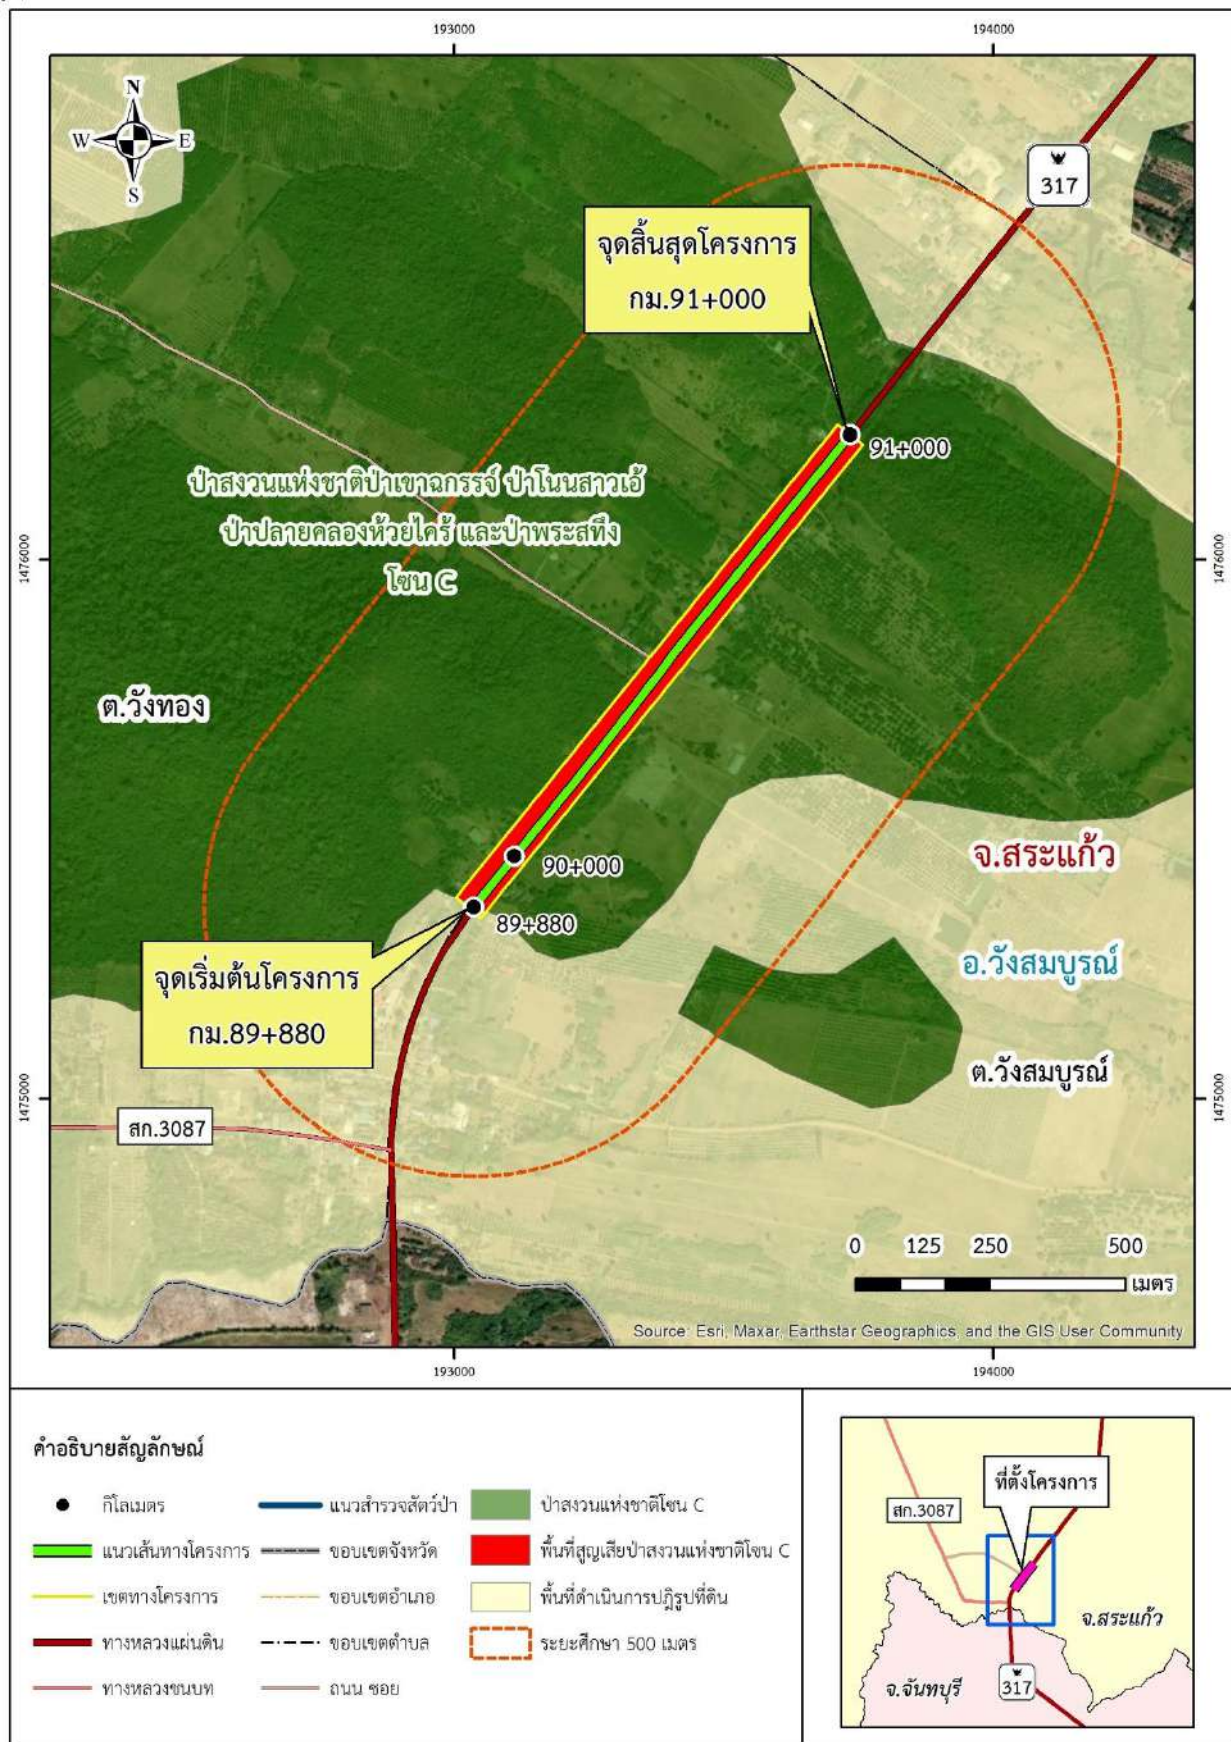 193000
194000
N
W
E
S
317
จุดสิ้นสุดโครงการ
กม.91+000
91+000
ป่าสงวนแห่งชาติป่าเขาฉกรรจ์ ป่าโนนสาวเอ้
ป่าปลายคลองห้วยไคร้ และป่าพระสทึง
โซน C
1476000
1476000
ต.วังทอง
90+000
จ.สระแก้ว
89+880
อ.วังสมบูรณ์
จุดเริ่มต้นโครงการ
กม.89+880
ต.วังสมบูรณ์
1475000
1475000
สก.3087
0 125 250 500
เมตร
Source: Esri, Maxar, Earthstar Geographics, and the GIS User Community
193000
194000
คำอธิบายสัญลักษณ์
กิโลเมตร
แนวสำรวจสัตว์ป่า
ป่าสงวนแห่งชาติโซน C
แนวเส้นทางโครงการ
ขอบเขตจังหวัด
พื้นที่สูญเสียป่าสงวนแห่งชาติโซน C
เขตทางโครงการ
ขอบเขตอำเภอ
พื้นที่ดำเนินการปฏิรูปที่ดิน
ทางหลวงแผ่นดิน
ขอบเขตตำบล
ระยะศึกษา 500 เมตร
ทางหลวงชนบท
ถนน ซอย
ที่ตั้งโครงการ
สก.3087
จ.สระแก้ว
จ.จันทบุรี
317